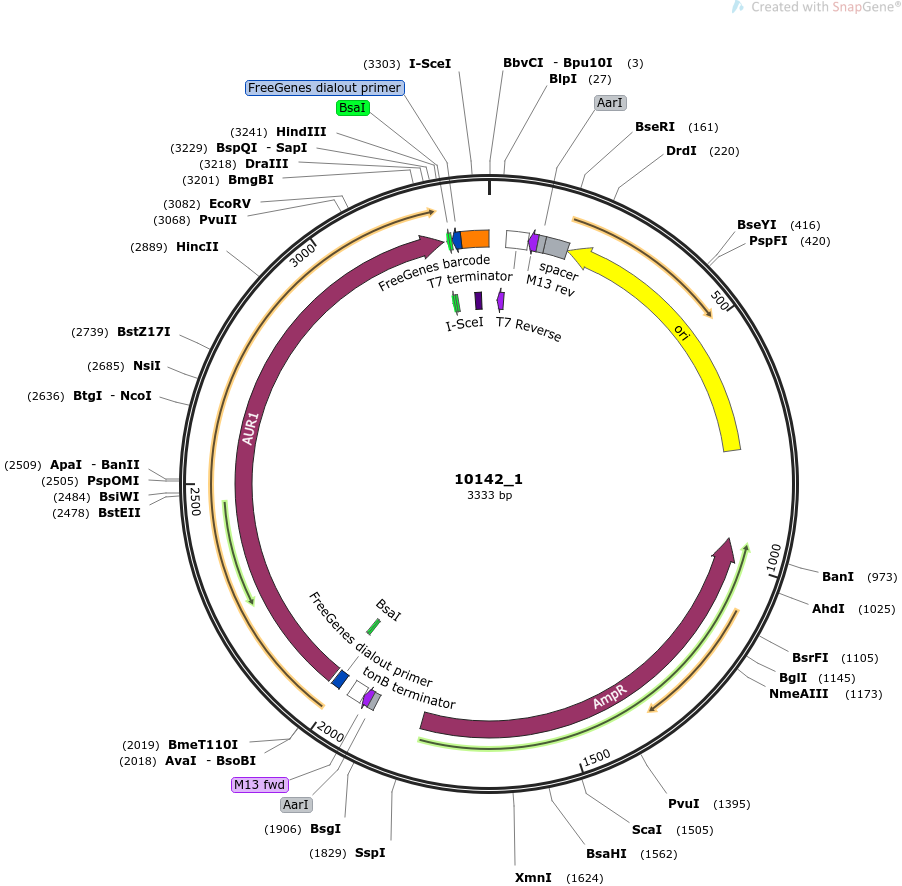 Created with SnapGene®
(3303) I-SceI
BbvCI - Bpu10I (3)
BlpI (27)
FreeGenes dialout primer
AarI
BsaI
BseRI (161)
(3241) HindIII
(3229) BspQI - SapI
DrdI (220)
(3218) DraIII
(3201) BmgBI
(3082) EcoRV
(3068) PvuII
BseYI (416)
PspFI (420)
(2889) HincII
3000
FreeGenes barcode
T7 terminator
spacer
M13 rev
500
I-SceI
T7 Reverse
ori
(2739) BstZ17I
(2685) NsiI
(2636) BtgI - NcoI
AUR1
(2509) ApaI - BanII
(2505) PspOMI
(2484) BsiWI
(2478) BstEII
2500
10142_1
3333 bp
1000
BanI (973)
AhdI (1025)
BsaI
FreeGenes dialout primer
tonB terminator
BsrFI (1105)
BglI (1145)
NmeAIII (1173)
AmpR
2000
(2019) BmeT110I
(2018) AvaI - BsoBI
1500
M13 fwd
AarI
PvuI (1395)
(1906) BsgI
ScaI (1505)
(1829) SspI
BsaHI (1562)
XmnI (1624)